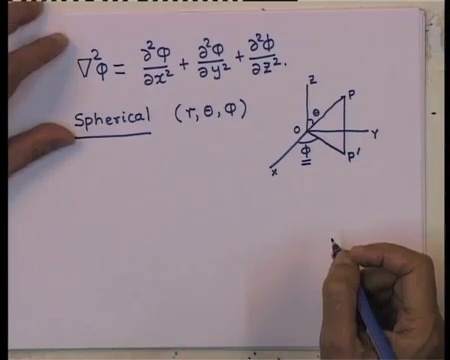 ∇²Φ = ∂²Φ/∂x² + ∂²Φ/∂y² + ∂²Φ/∂z².
Spherical (r, θ, φ)
Z
P
θ
O
Y
φ
P'
X